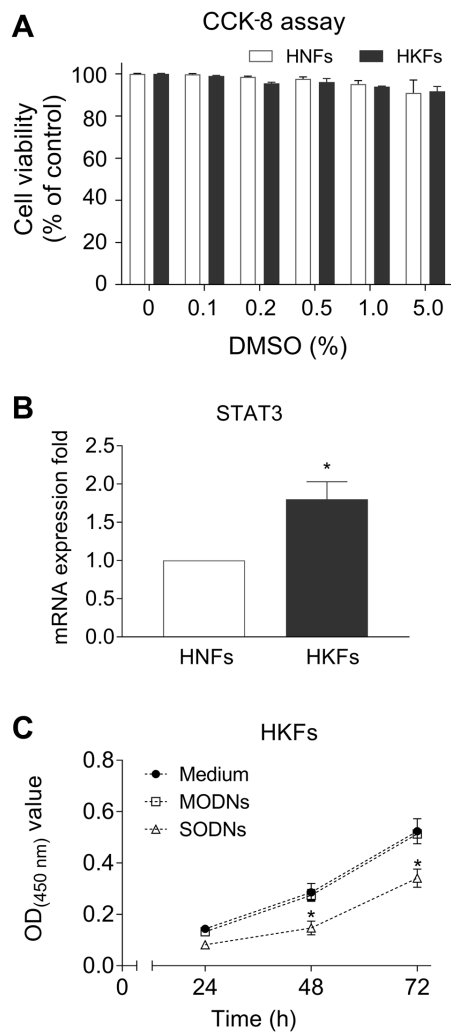 A
CCK-8 assay
HNFs HKFs
Cell viability
(% of control)
100
80
60
40
20
0
0 0.1 0.2 0.5 1.0 5.0
DMSO (%)
B
STAT3
mRNA expression fold
2.5
2.0
1.5
1.0
0.5
0.0
*
HNFs HKFs
C
HKFs
OD(450 nm) value
0.8
0.6
0.4
0.2
0.0
Medium
MODNs
SODNs
*
*
0 24 48 72
Time (h)